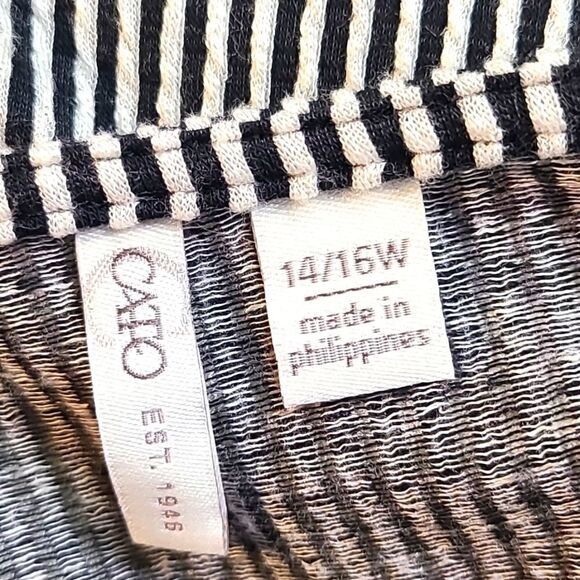 CATO
EST. 1946
14/16W
made in
philippines